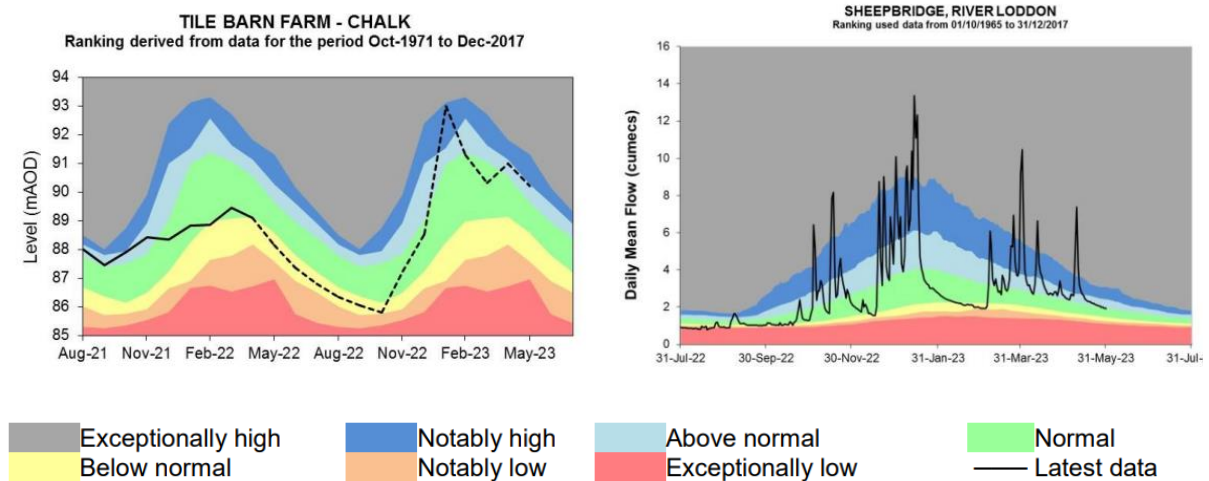 TILE BARN FARM - CHALK
Ranking derived from data for the period Oct-1971 to Dec-2017
Level (mAOD)
94
93
92
91
90
89
88
87
86
85
Aug-21 Nov-21 Feb-22 May-22 Aug-22 Nov-22 Feb-23 May-23
SHEEPBRIDGE, RIVER LODDON
Ranking used data from 01/10/1965 to 31/12/2017
Daily Mean Flow (cumecs)
16
14
12
10
8
6
4
2
0
31-Jul-22 30-Sep-22 30-Nov-22 31-Jan-23 31-Mar-23 31-May-23 31-Jul-
Exceptionally high Notably high Above normal Normal
Below normal Notably low Exceptionally low Latest data